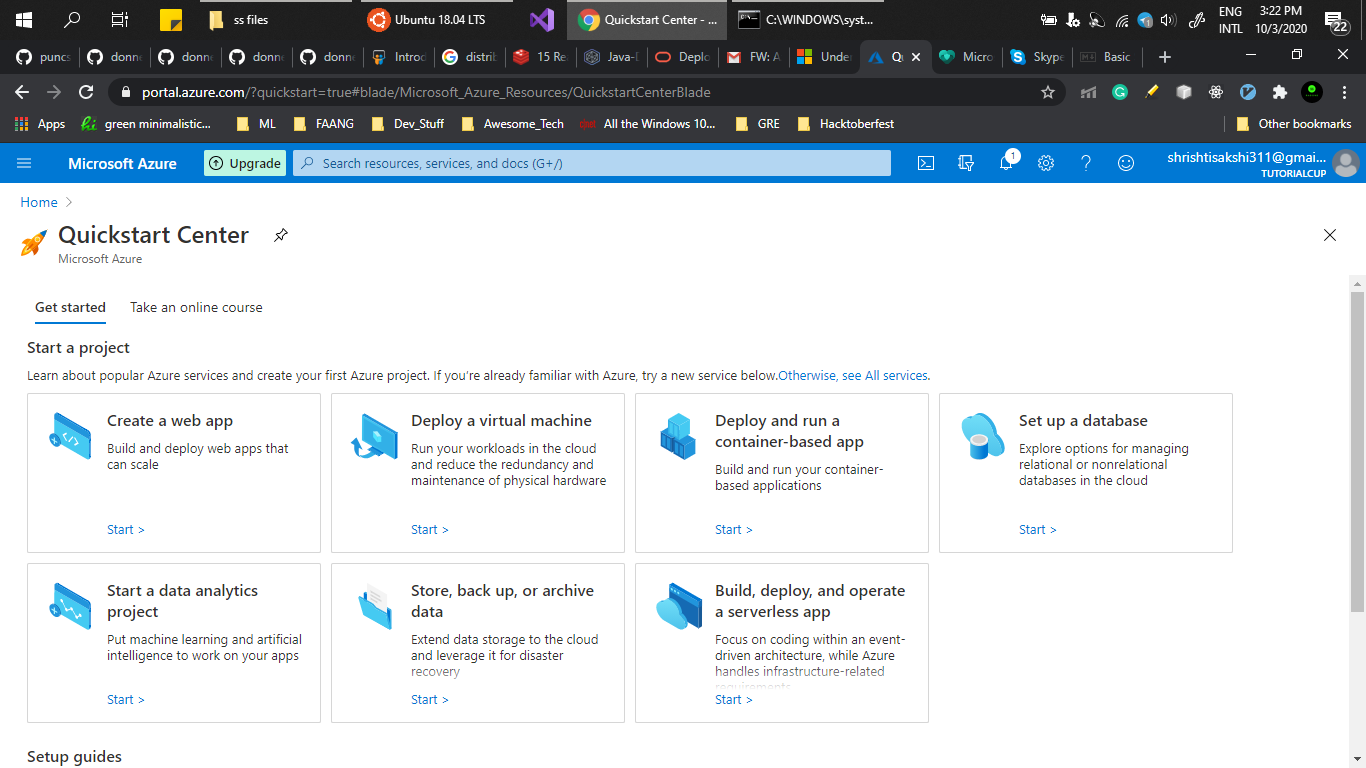 ss files
Ubuntu 18.04 LTS
Quickstart Center - ...
C:\WINDOWS\syst...
ENG
INTL
3:22 PM
10/3/2020
22
puncs
donne
donne
donne
donne
Introd
distrib
15 Re
Java-D
Deplo
FW: A
Under
Qu
Micro
Skype
Basic
portal.azure.com/?quickstart=true#blade/Microsoft_Azure_Resources/QuickstartCenterBlade
Apps
green minimalistic...
ML
FAANG
Dev_Stuff
Awesome_Tech
All the Windows 10...
GRE
Hacktoberfest
Other bookmarks
Microsoft Azure
Upgrade
Search resources, services, and docs (G+/)
1
shrishtisakshi311@gmai...
TUTORIALCUP
Home >
Quickstart Center
Microsoft Azure
Get started
Take an online course
Start a project
Learn about popular Azure services and create your first Azure project. If you're already familiar with Azure, try a new service below.Otherwise, see All services.
Create a web app
Build and deploy web apps that
can scale
Start >
Deploy a virtual machine
Run your workloads in the cloud
and reduce the redundancy and
maintenance of physical hardware
Start >
Deploy and run a
container-based app
Build and run your container-
based applications
Start >
Set up a database
Explore options for managing
relational or nonrelational
databases in the cloud
Start >
Start a data analytics
project
Put machine learning and artificial
intelligence to work on your apps
Start >
Store, back up, or archive
data
Extend data storage to the cloud
and leverage it for disaster
recovery
Start >
Build, deploy, and operate
a serverless app
Focus on coding within an event-
driven architecture, while Azure
handles infrastructure-related
requirements
Start >
Setup guides